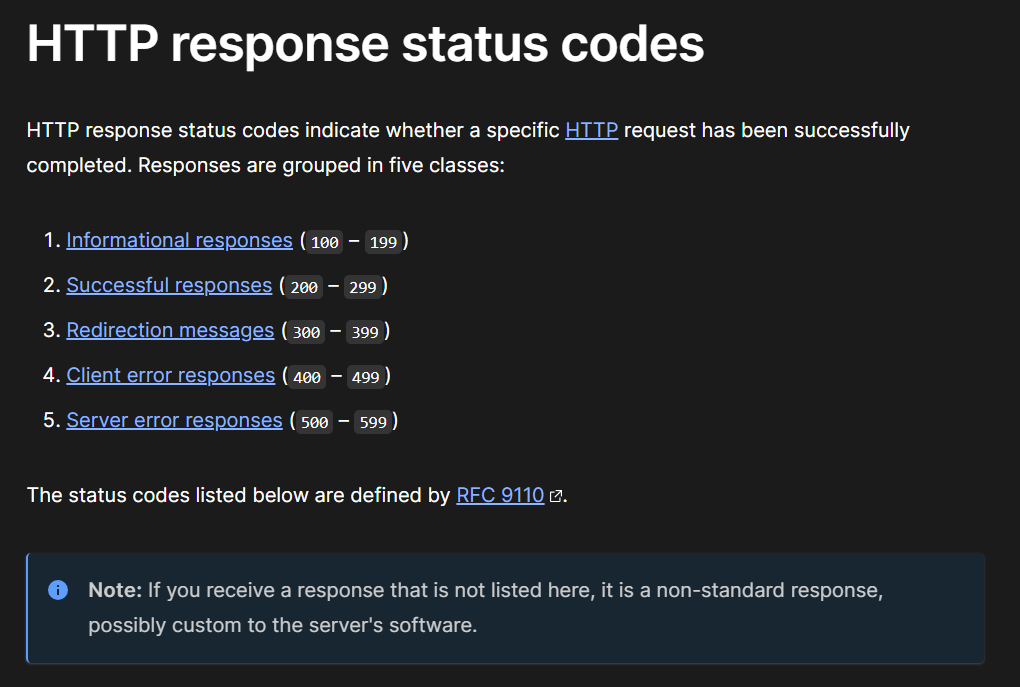 HTTP response status codes
HTTP response status codes indicate whether a specific HTTP request has been successfully
completed. Responses are grouped in five classes:
1. Informational responses (100 – 199)
2. Successful responses (200 – 299)
3. Redirection messages (300 – 399)
4. Client error responses (400 – 499)
5. Server error responses (500 – 599)
The status codes listed below are defined by RFC 9110.
Note: If you receive a response that is not listed here, it is a non-standard response,
possibly custom to the server's software.